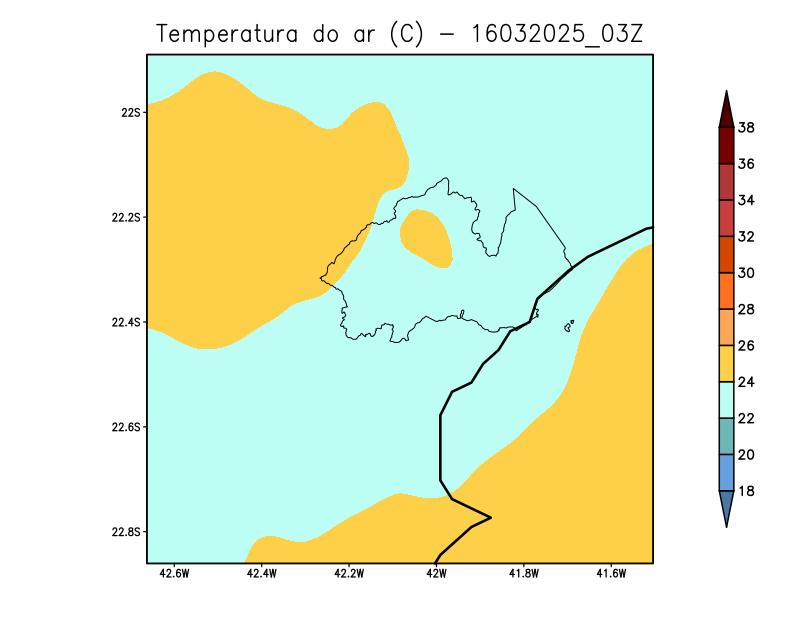 Temperatura do ar (C) - 16032025_03Z
22S
22.2S
22.4S
22.6S
22.8S
42.6W
42.4W
42.2W
42W
41.8W
41.6W
38
36
34
32
30
28
26
24
22
20
18